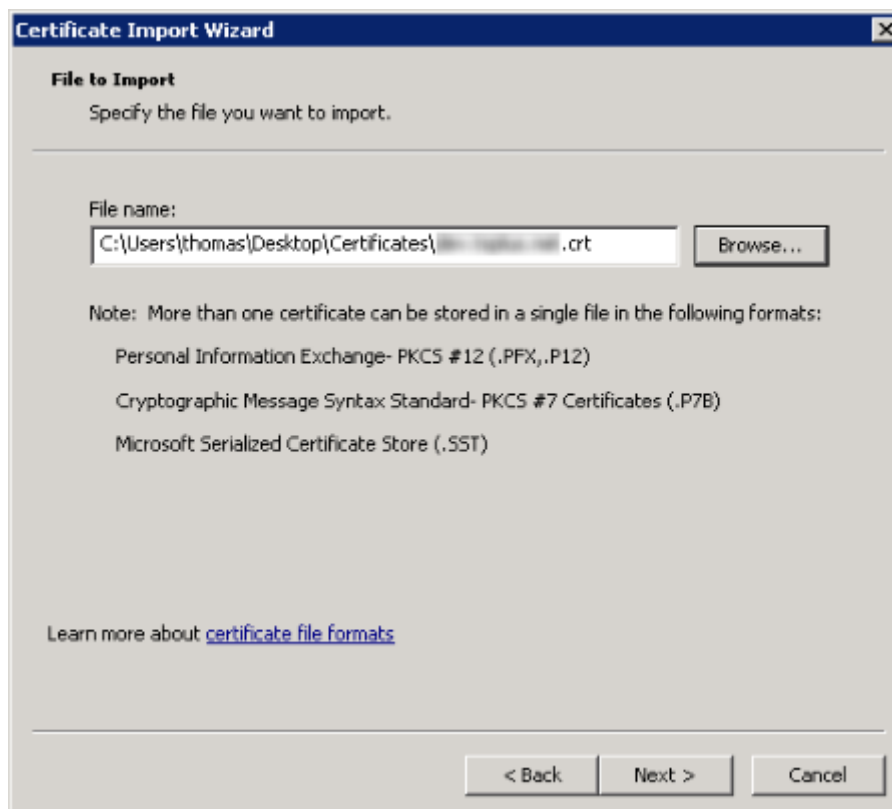 Certificate Import Wizard
File to Import
Specify the file you want to import.
File name:
C:\Users\thomas\Desktop\Certificates\ .crt
Browse...
Note: More than one certificate can be stored in a single file in the following formats:
Personal Information Exchange- PKCS #12 (.PFX,.P12)
Cryptographic Message Syntax Standard- PKCS #7 Certificates (.P7B)
Microsoft Serialized Certificate Store (.SST)
Learn more about certificate file formats
< Back Next > Cancel